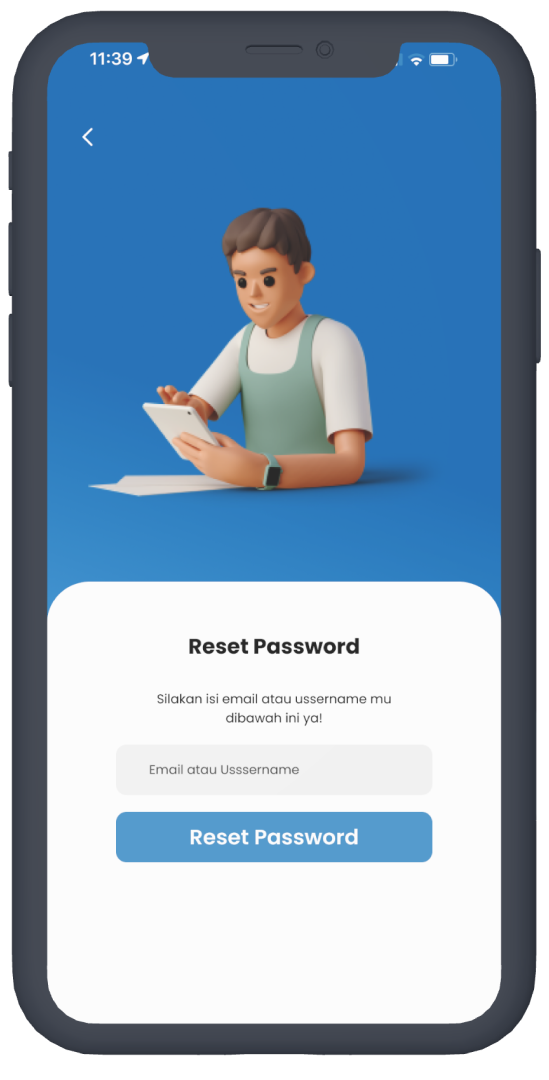 11:39
Reset Password
Silakan isi email atau ussername mu
dibawah ini ya!
Email atau Usssername
Reset Password